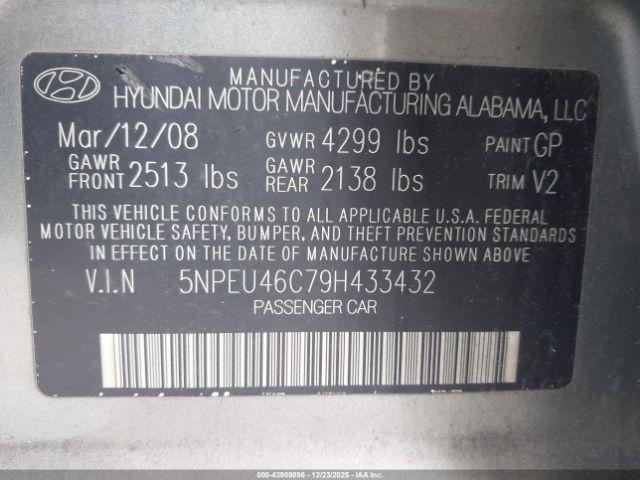 MANUFACTURED BY
HYUNDAI MOTOR MANUFACTURING ALABAMA, LLC
Mar/12/08 GVWR 4299 lbs PAINT GP
GAWR FRONT 2513 lbs GAWR REAR 2138 lbs TRIM V2
THIS VEHICLE CONFORMS TO ALL APPLICABLE U.S.A. FEDERAL
MOTOR VEHICLE SAFETY, BUMPER, AND THEFT PREVENTION STANDARDS
IN EFFECT ON THE DATE OF MANUFACTURE SHOWN ABOVE
V.I.N 5NPEU46C79H433432
PASSENGER CAR
000-43989896 - 12/23/2025 - IAAI.COM